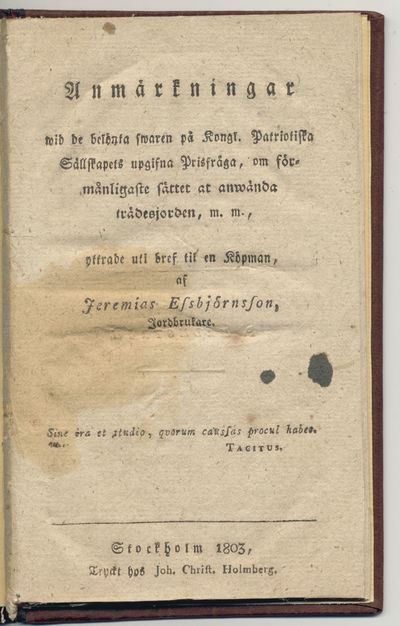 Anmärkningar
wid de belönta swaren på Kongl. Patriotiska
Sällskapets upgifna Prisfråga, om för-
månligaste sättet at anwända
trädesjorden, m. m.,
yttrade uti bref til en Köpman,
af
Jeremias Essbjörnsson,
Jordbrukare.
Sine ira et studio, quorum caussas procul habeo.
TACITUS.
Stockholm 1803,
Tryckt hos Joh. Christ. Holmberg.